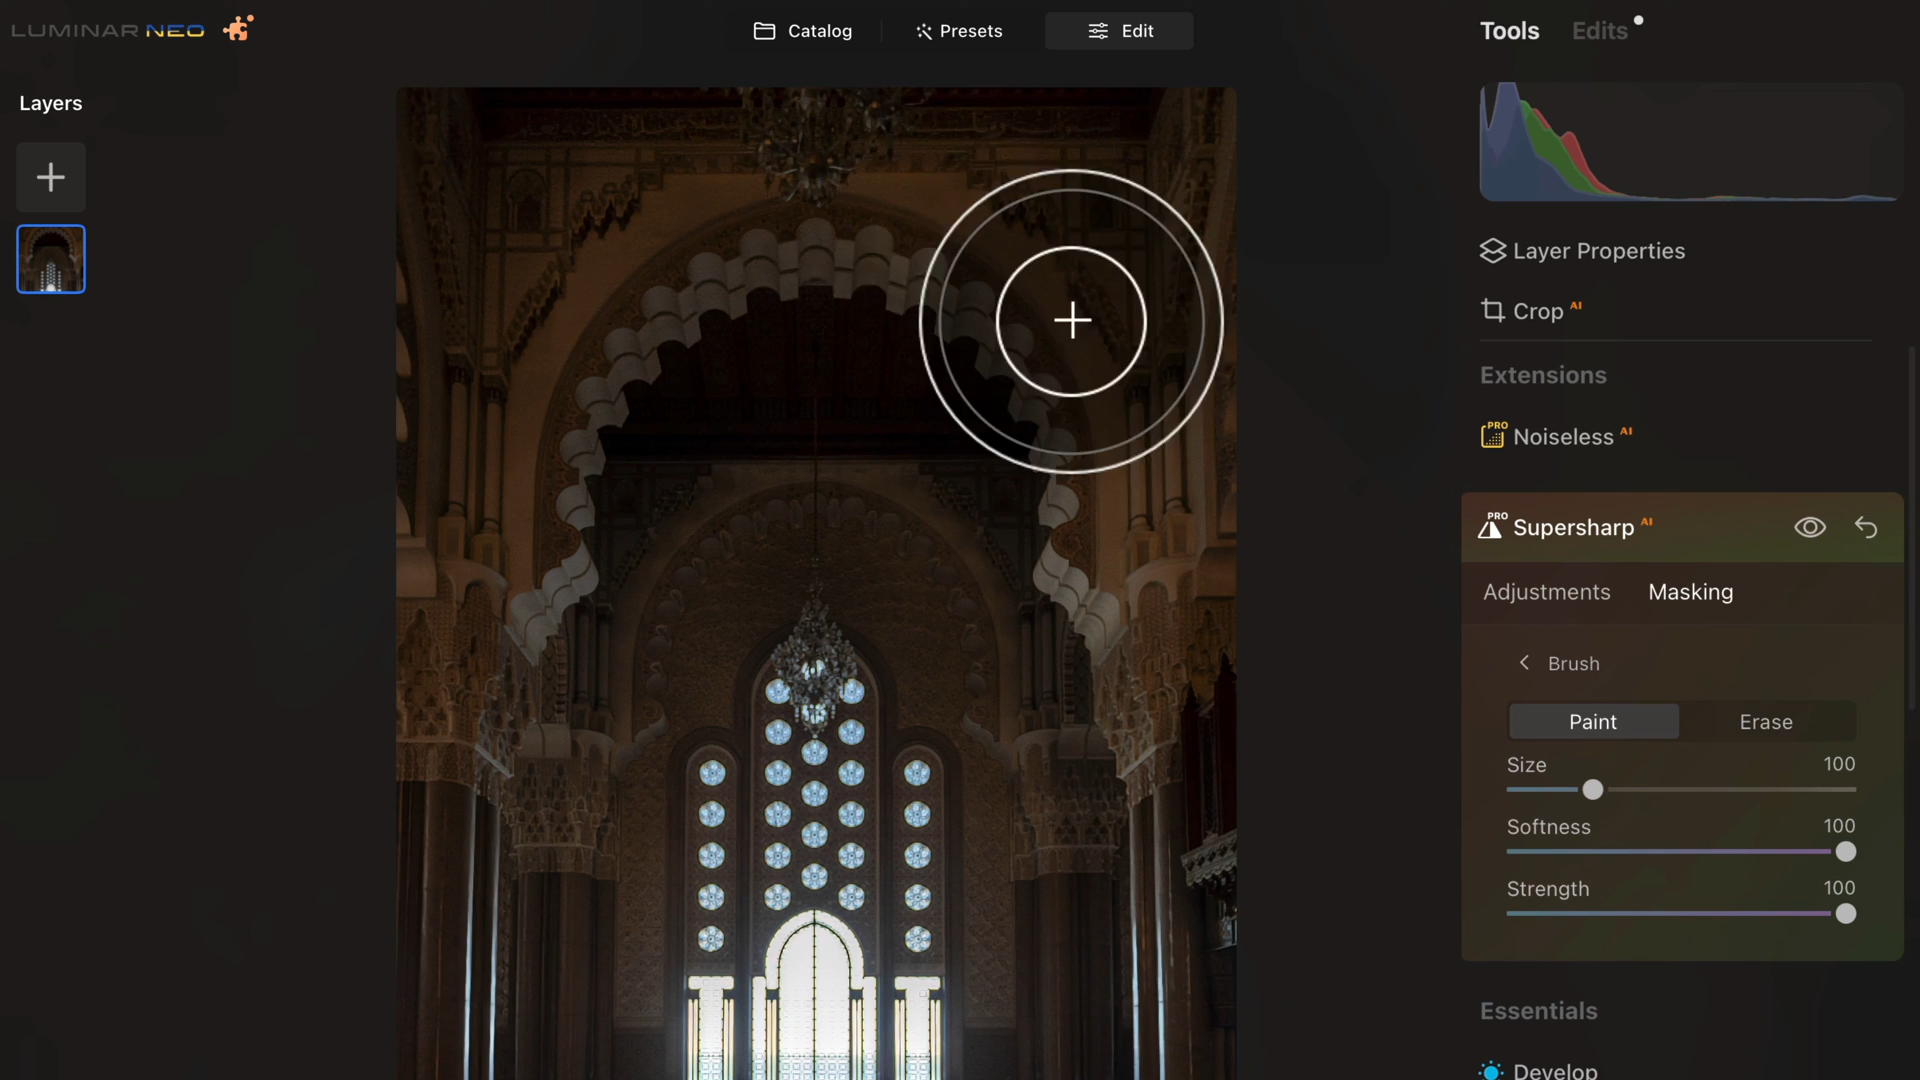 LUMINAR NEO
Catalog
Presets
Edit
Tools
Edits
Layers
Layer Properties
Crop AI
Extensions
PRO
Noiseless AI
PRO
Supersharp AI
Adjustments
Masking
Brush
Paint
Erase
Size
100
Softness
100
Strength
100
Essentials
Develop